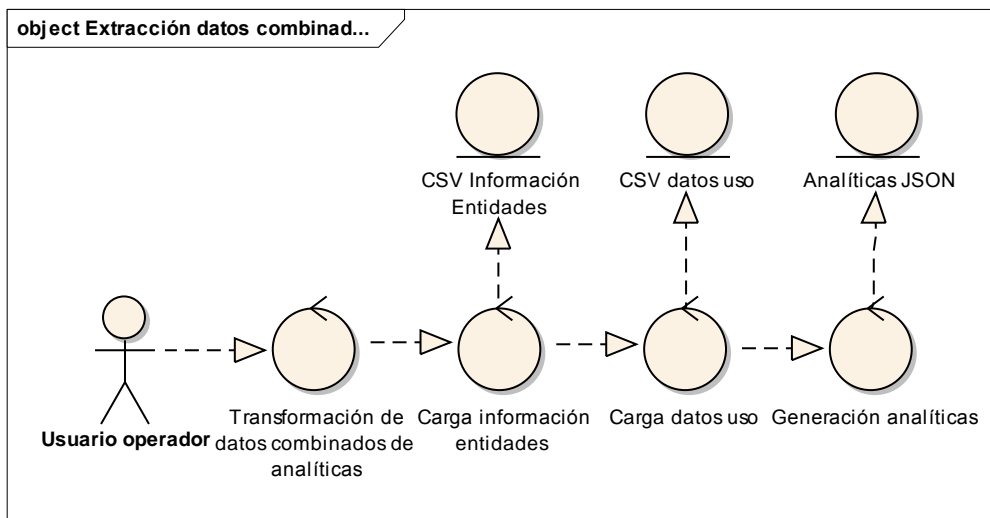 object Extracción datos combinad...
CSV Información
Entidades
CSV datos uso
Analíticas JSON
Usuario operador
Transformación de
datos combinados de
analíticas
Carga información
entidades
Carga datos uso
Generación analíticas